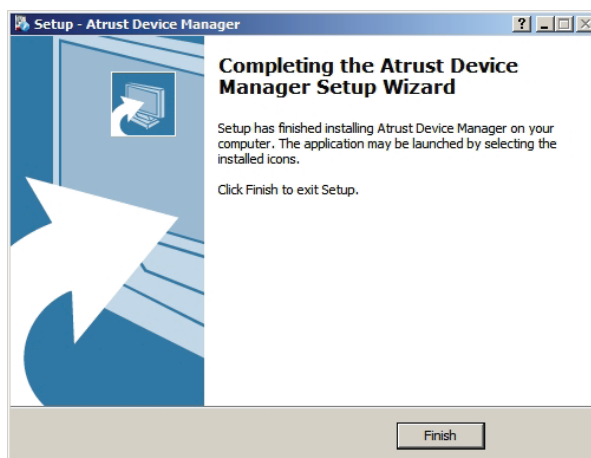 Setup - Atrust Device Manager
Completing the Atrust Device
Manager Setup Wizard
Setup has finished installing Atrust Device Manager on your
computer. The application may be launched by selecting the
installed icons.
Click Finish to exit Setup.
Finish